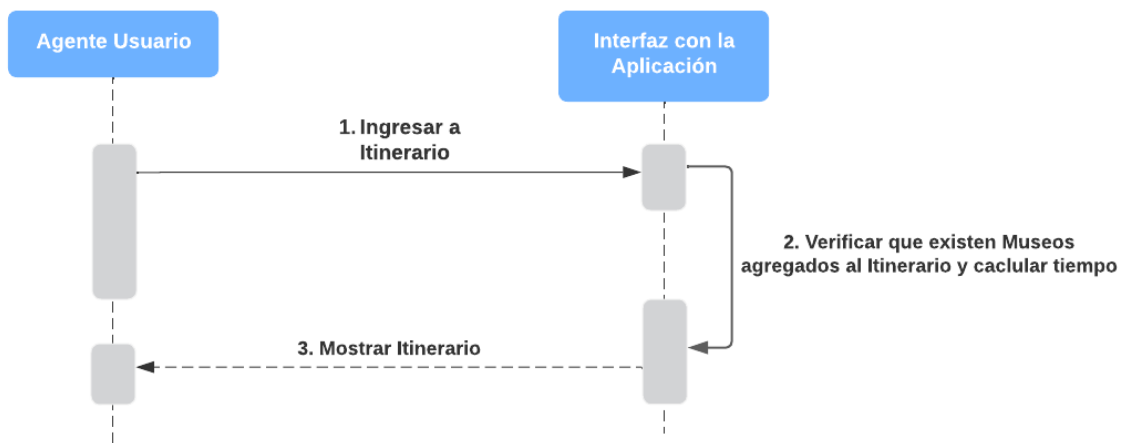 Agente Usuario
Interfaz con la
Aplicación
1. Ingresar a
Itinerario
2. Verificar que existen Museos
agregados al Itinerario y caclular tiempo
3. Mostrar Itinerario